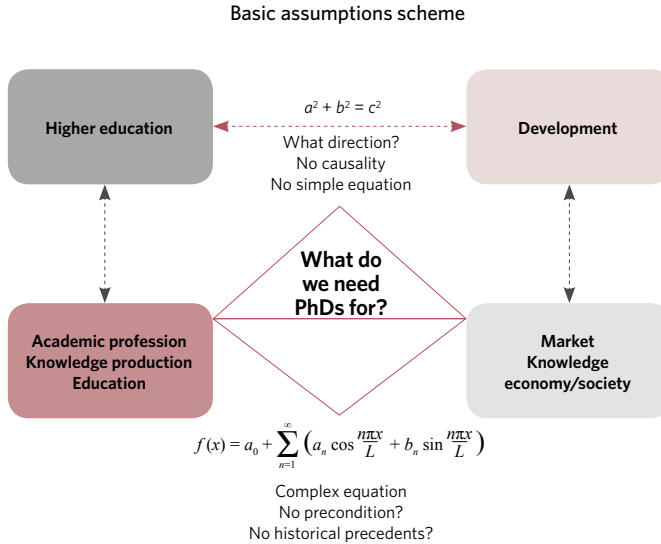 Basic assumptions scheme
Higher education
a² + b² = c²
Development
What direction?
No causality
No simple equation
What do
we need
PhDs for?
Academic profession
Knowledge production
Education
Market
Knowledge
economy/society
f(x) = a₀ + ∑ₙ₌₁^∞ (aₙ cos nπx/L + bₙ sin nπx/L)
Complex equation
No precondition?
No historical precedents?